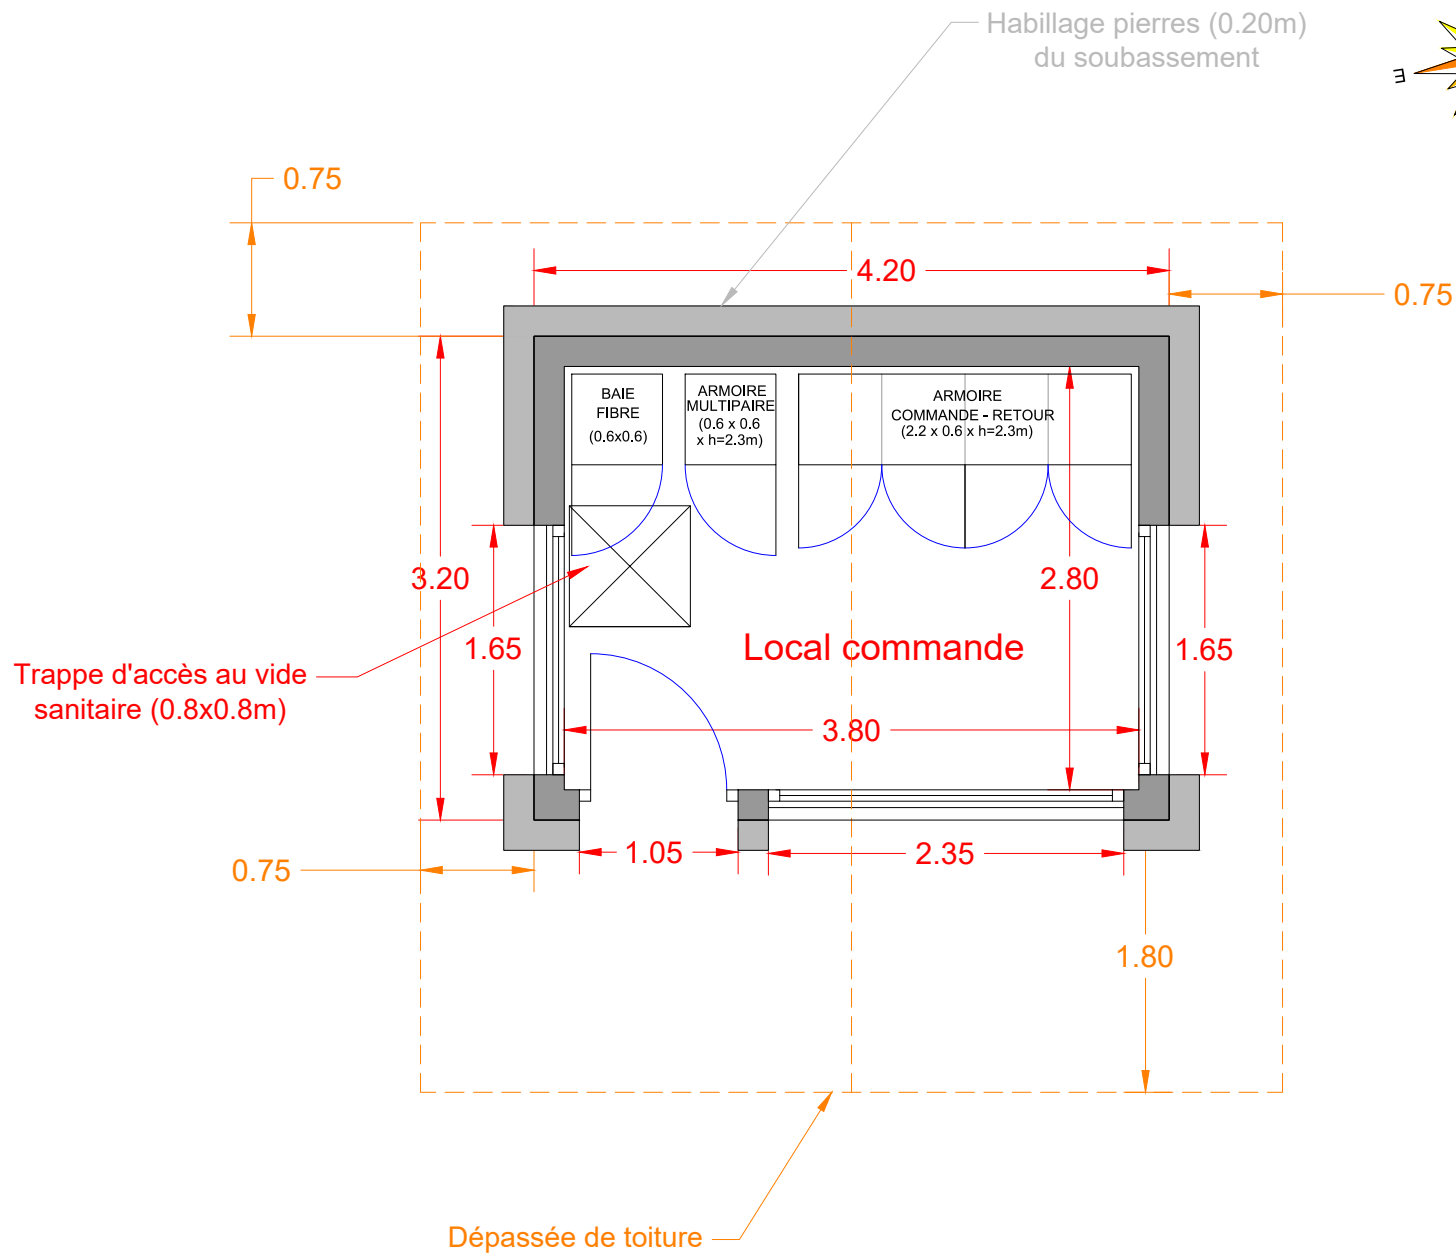 Habillage pierres (0.20m)
du soubassement
E
0.75
4.20
0.75
BAIE
FIBRE
(0.6x0.6)
ARMOIRE
MULTIPAIRE
(0.6 x 0.6
x h=2.3m)
ARMOIRE
COMMANDE - RETOUR
(2.2 x 0.6 x h=2.3m)
3.20
2.80
1.65
Local commande
1.65
Trappe d'accès au vide
sanitaire (0.8x0.8m)
3.80
1.05
2.35
0.75
1.80
Dépassée de toiture